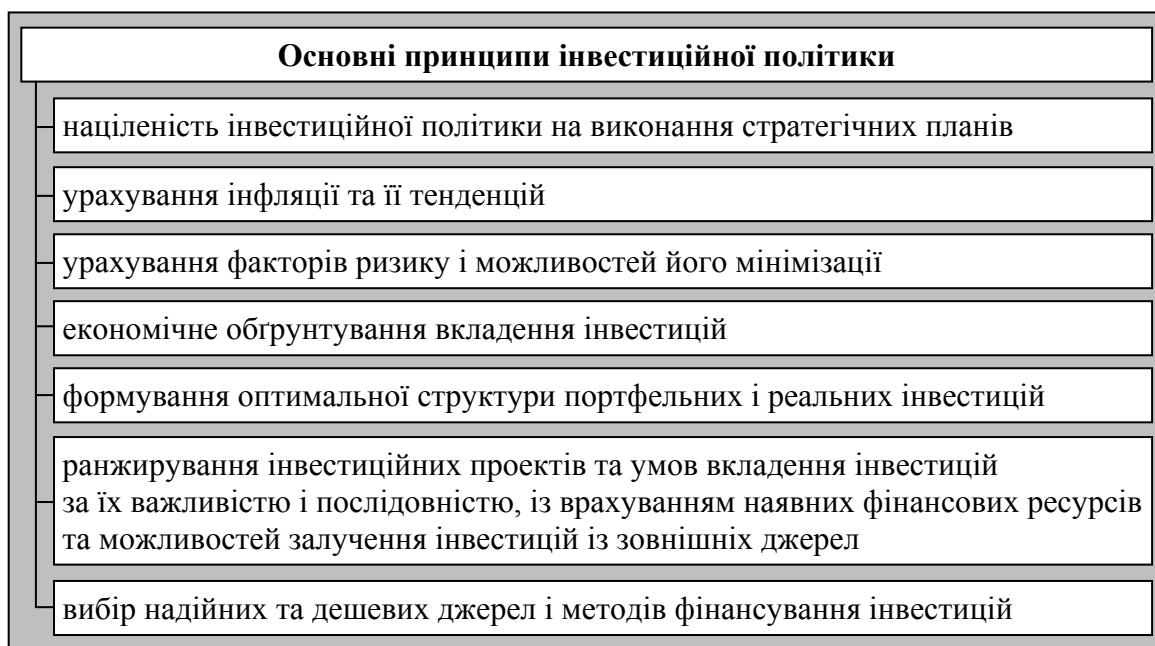 Основні принципи інвестиційної політики
націленість інвестиційної політики на виконання стратегічних планів
урахування інфляції та її тенденцій
урахування факторів ризику і можливостей його мінімізації
економічне обґрунтування вкладення інвестицій
формування оптимальної структури портфельних і реальних інвестицій
ранжирування інвестиційних проектів та умов вкладення інвестицій
за їх важливістю і послідовністю, із врахуванням наявних фінансових ресурсів
та можливостей залучення інвестицій із зовнішніх джерел
вибір надійних та дешевих джерел і методів фінансування інвестицій